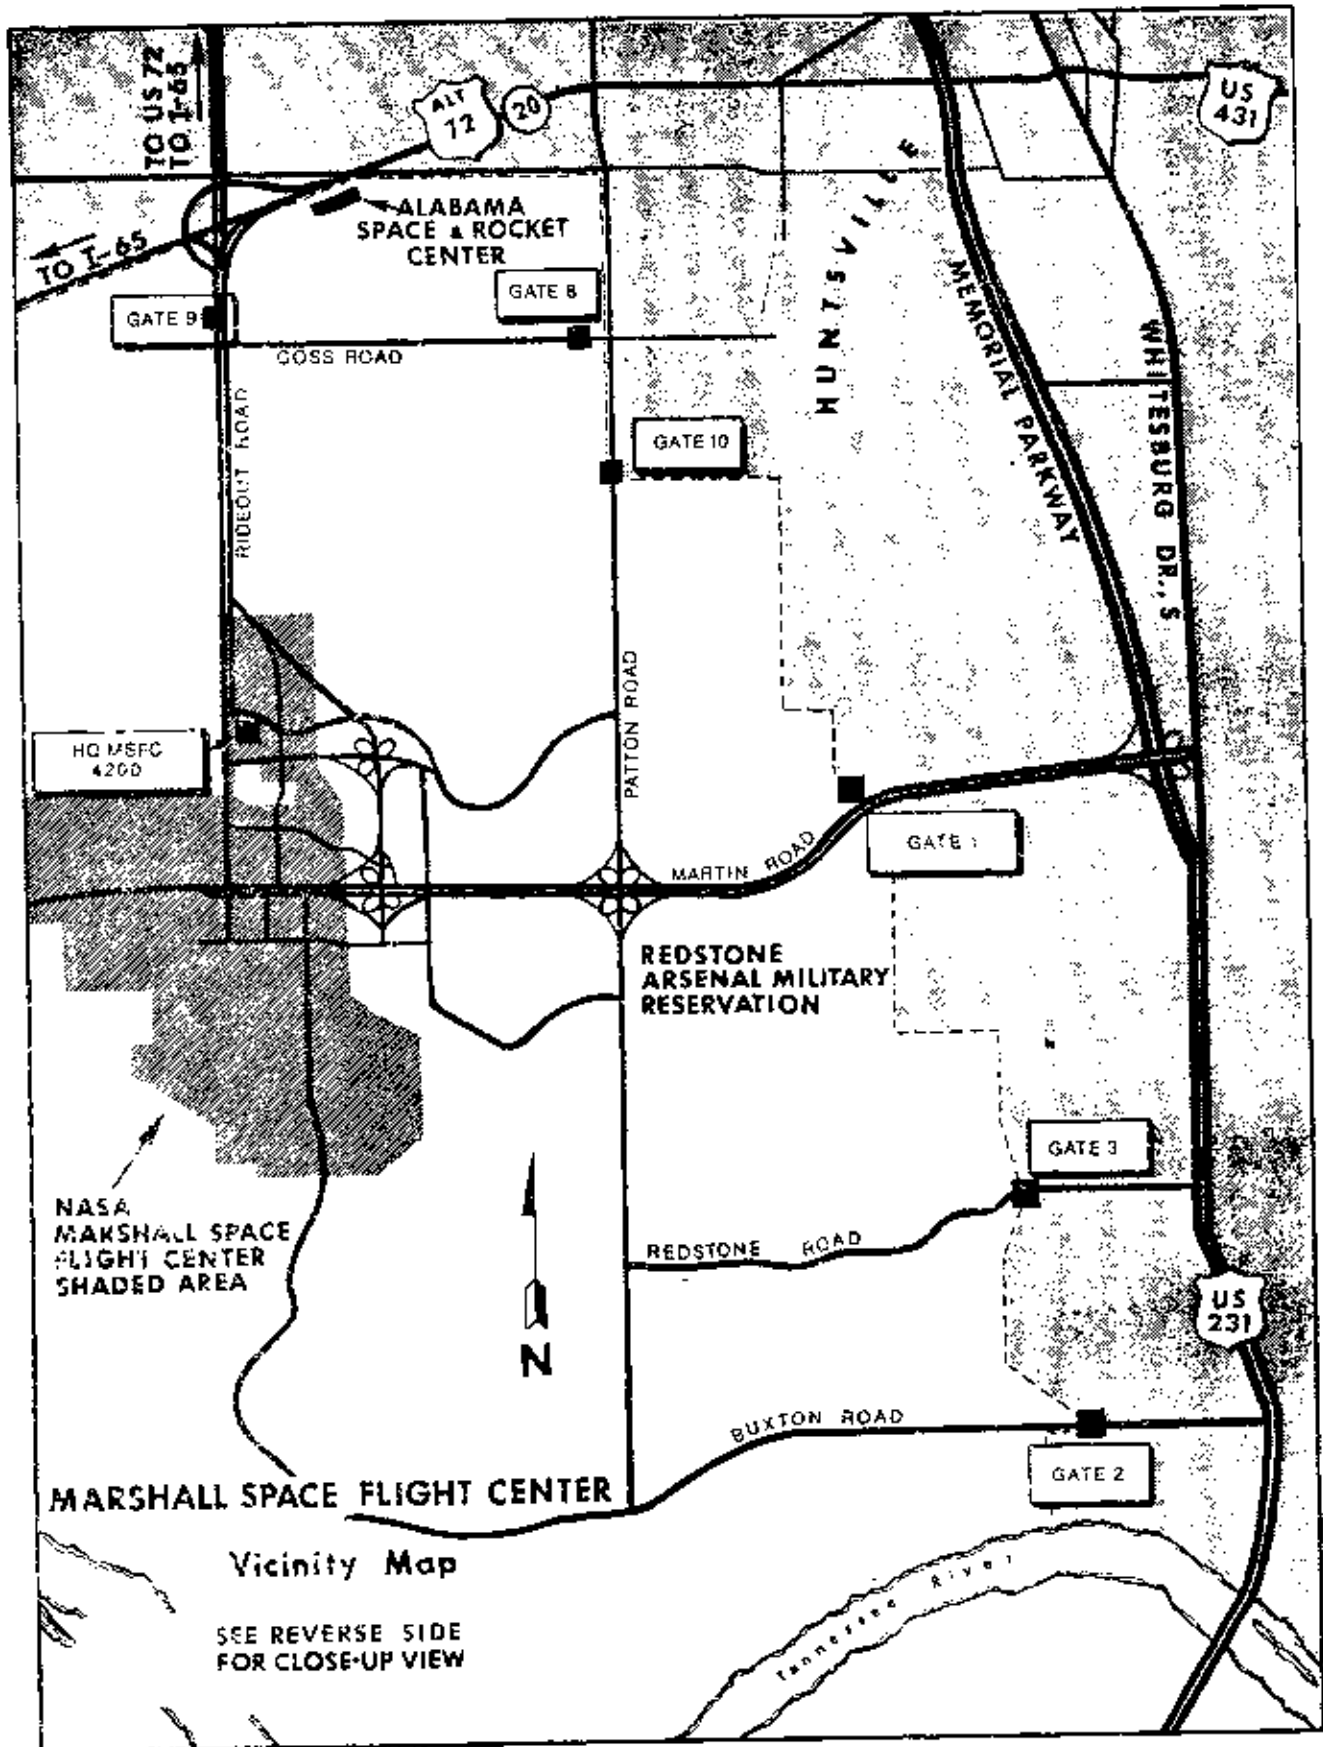 TO US 72
TO I-65
ALT
72
20
US
431
TO I-65
ALABAMA
SPACE & ROCKET
CENTER
HUNTSVILLE
GATE 8
GATE 9
GOSS ROAD
MEMORIAL PARKWAY
WHITESBURG DR., S
RIDEOUT ROAD
GATE 10
PATTON ROAD
HQ MSFC
4200
MARTIN ROAD
GATE 1
REDSTONE
ARSENAL MILITARY
RESERVATION
GATE 3
NASA
MARSHALL SPACE
FLIGHT CENTER
SHADED AREA
REDSTONE ROAD
US
231
N
BUXTON ROAD
GATE 2
MARSHALL SPACE FLIGHT CENTER
Vicinity Map
SEE REVERSE SIDE
FOR CLOSE-UP VIEW
Tennessee River